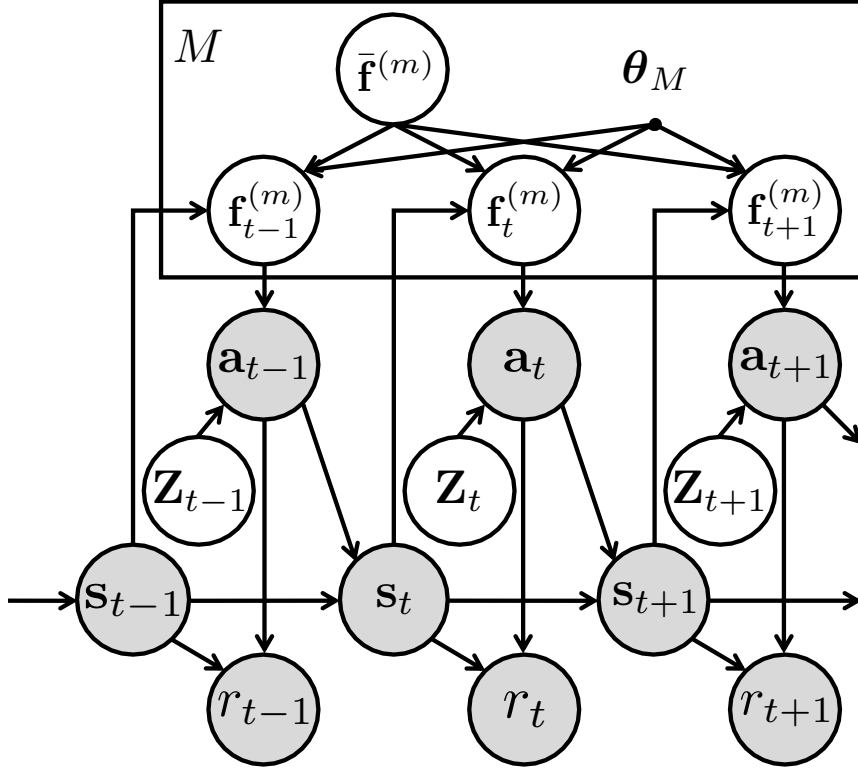 M
f̄⁽ᵐ⁾
θ_M
f_{t−1}^{(m)} f_t^{(m)} f_{t+1}^{(m)}
a_{t−1} a_t a_{t+1}
Z_{t−1} Z_t Z_{t+1}
s_{t−1} s_t s_{t+1}
r_{t−1} r_t r_{t+1}